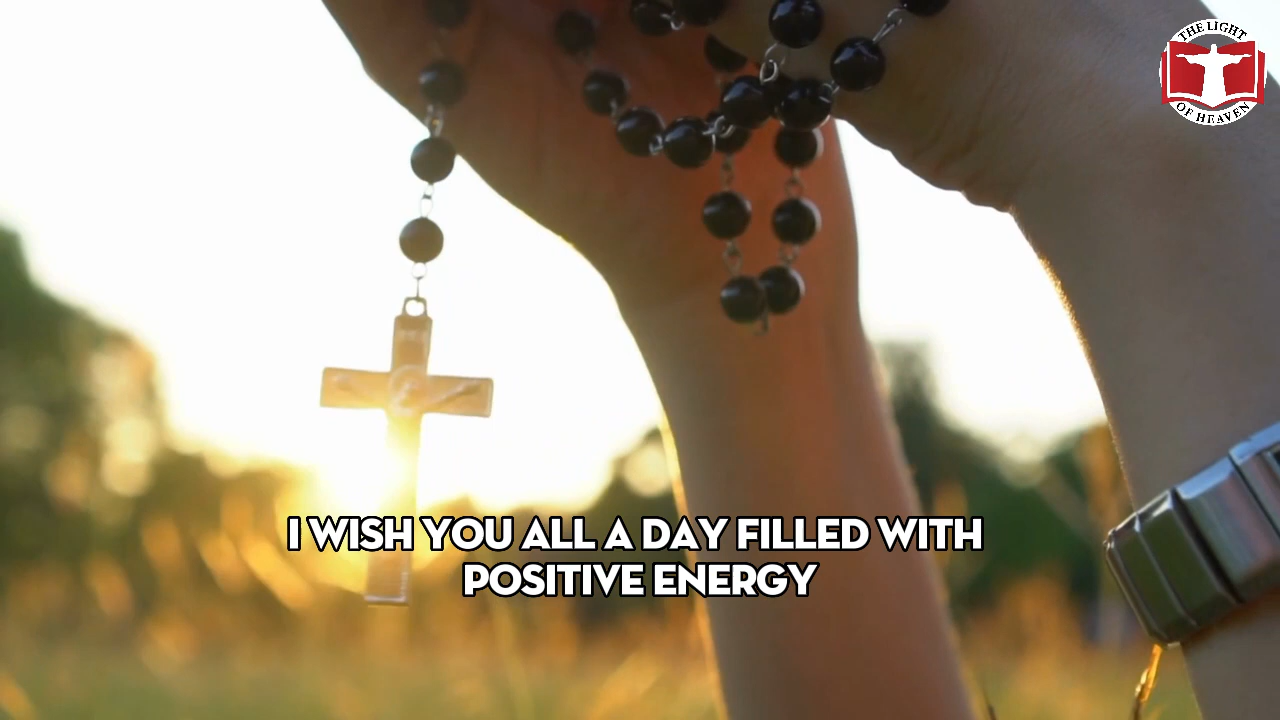 THE LIGHT
OF HEAVEN
I WISH YOU ALL A DAY FILLED WITH
POSITIVE ENERGY